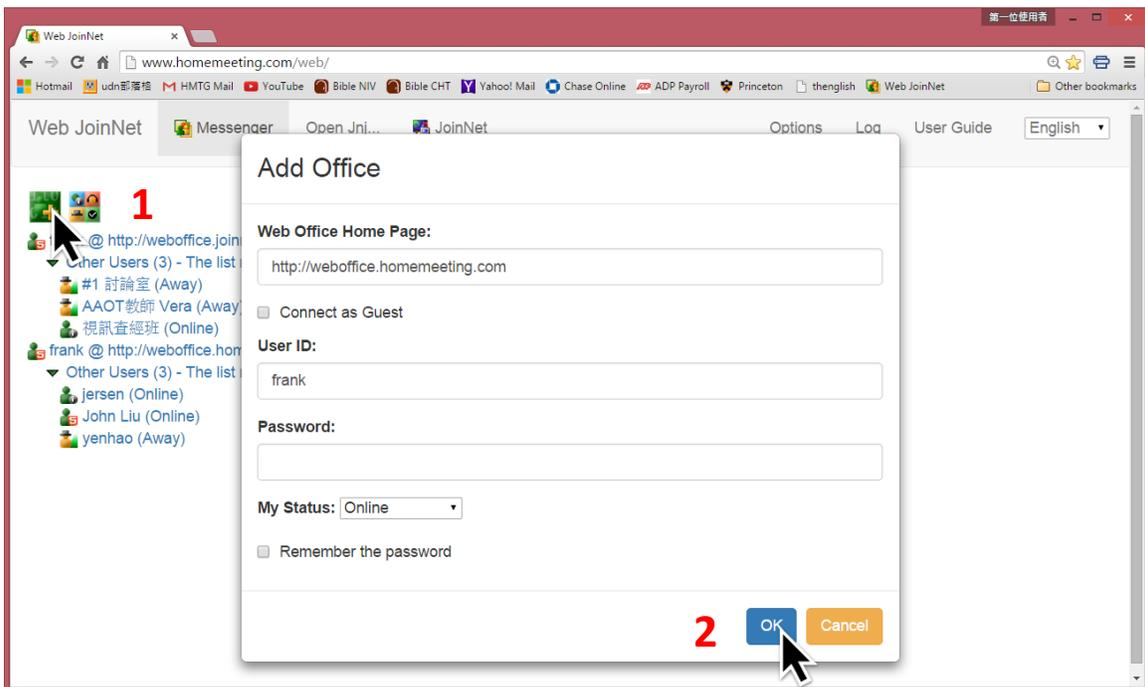 第一位使用者
Web JoinNet
www.homemeeting.com/web/
Hotmail udn部落格 HMTG Mail YouTube Bible NIV Bible CHT Yahoo! Mail Chase Online ADP Payroll Princeton thenglish Web JoinNet Other bookmarks
Web JoinNet Messenger Open Jni... JoinNet Options Log User Guide English
Add Office
1
@ http://weboffice.join
Other Users (3) - The list
#1 討論室 (Away)
AAOT教師 Vera (Away
視訊查經班 (Online)
frank @ http://weboffice.hom
Other Users (3) - The list
jersen (Online)
John Liu (Online)
yenhao (Away)
Web Office Home Page:
http://weboffice.homemeeting.com
Connect as Guest
User ID:
frank
Password:
My Status: Online
Remember the password
2
OK Cancel